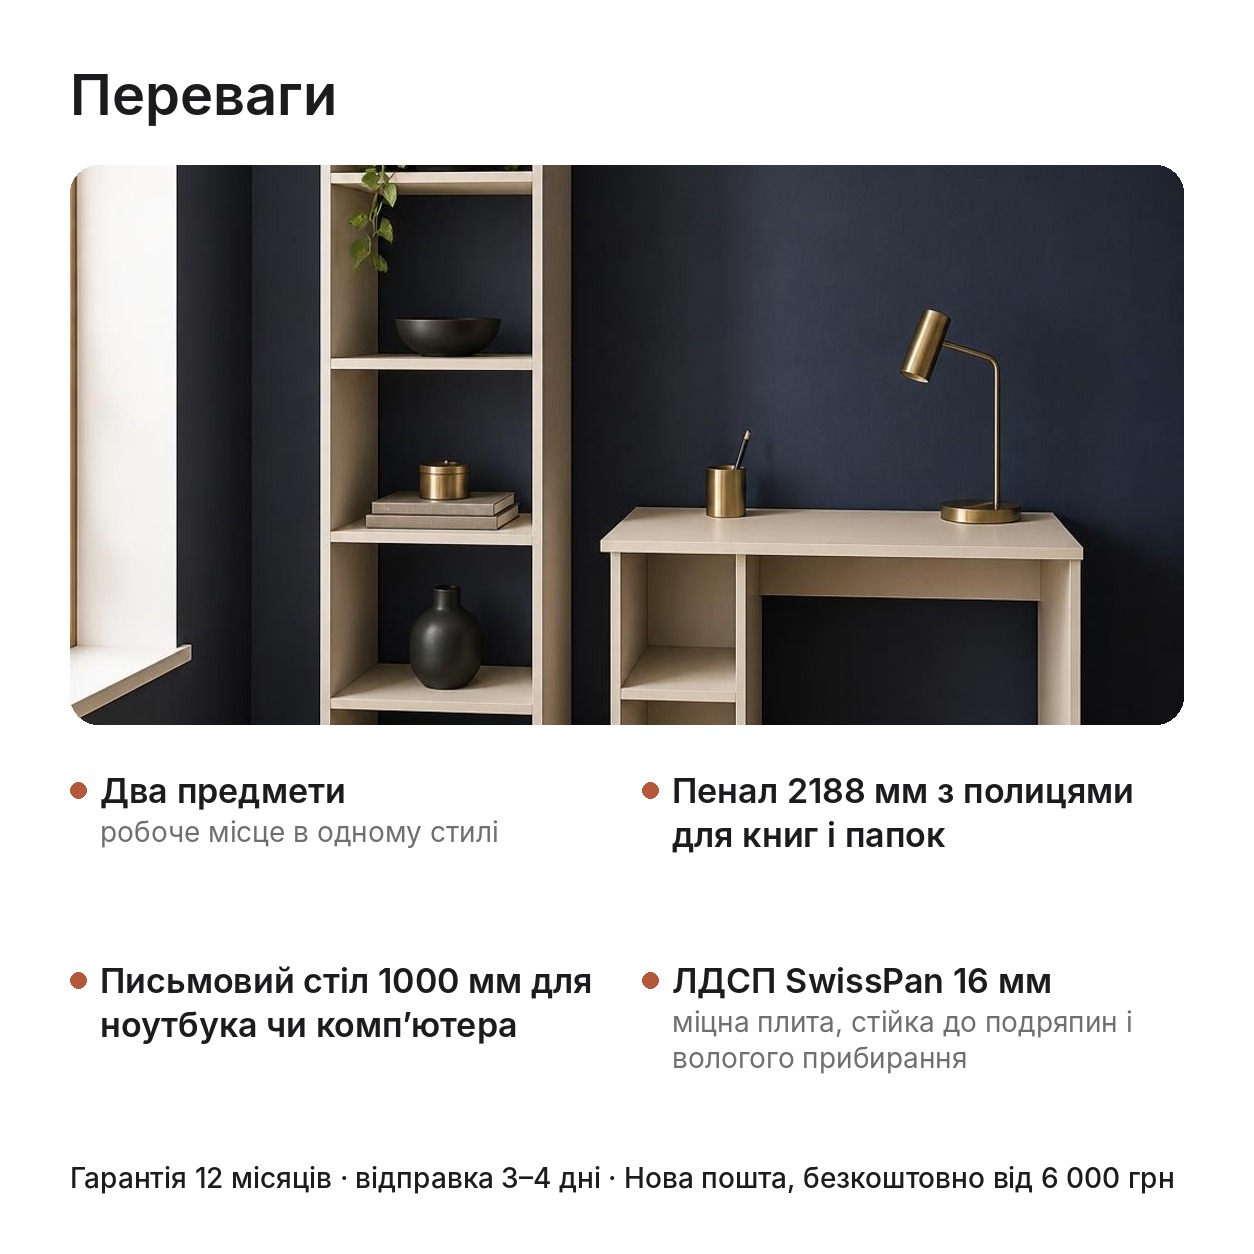 Переваги
Два предмети
робоче місце в одному стилі
Пенал 2188 мм з полицями
для книг і папок
Письмовий стіл 1000 мм для
ноутбука чи комп’ютера
ЛДСП SwissPan 16 мм
міцна плита, стійка до подряпин і
вологого прибирання
Гарантія 12 місяців · відправка 3–4 дні · Нова пошта, безкоштовно від 6 000 грн